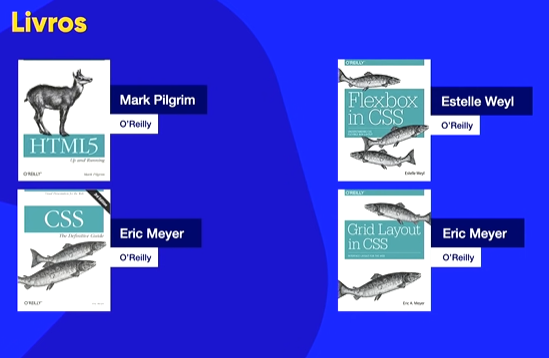 Livros
HTML5
Up and Running
O'REILLY
Mark Pilgrim
Mark Pilgrim
O'Reilly
O'REILLY
Flexbox
in CSS
Estelle Weyl
Estelle Weyl
O'Reilly
CSS
The Definitive Guide
O'REILLY
Eric Meyer
O'Reilly
O'REILLY
Grid Layout
in CSS
Eric A. Meyer
Eric Meyer
O'Reilly